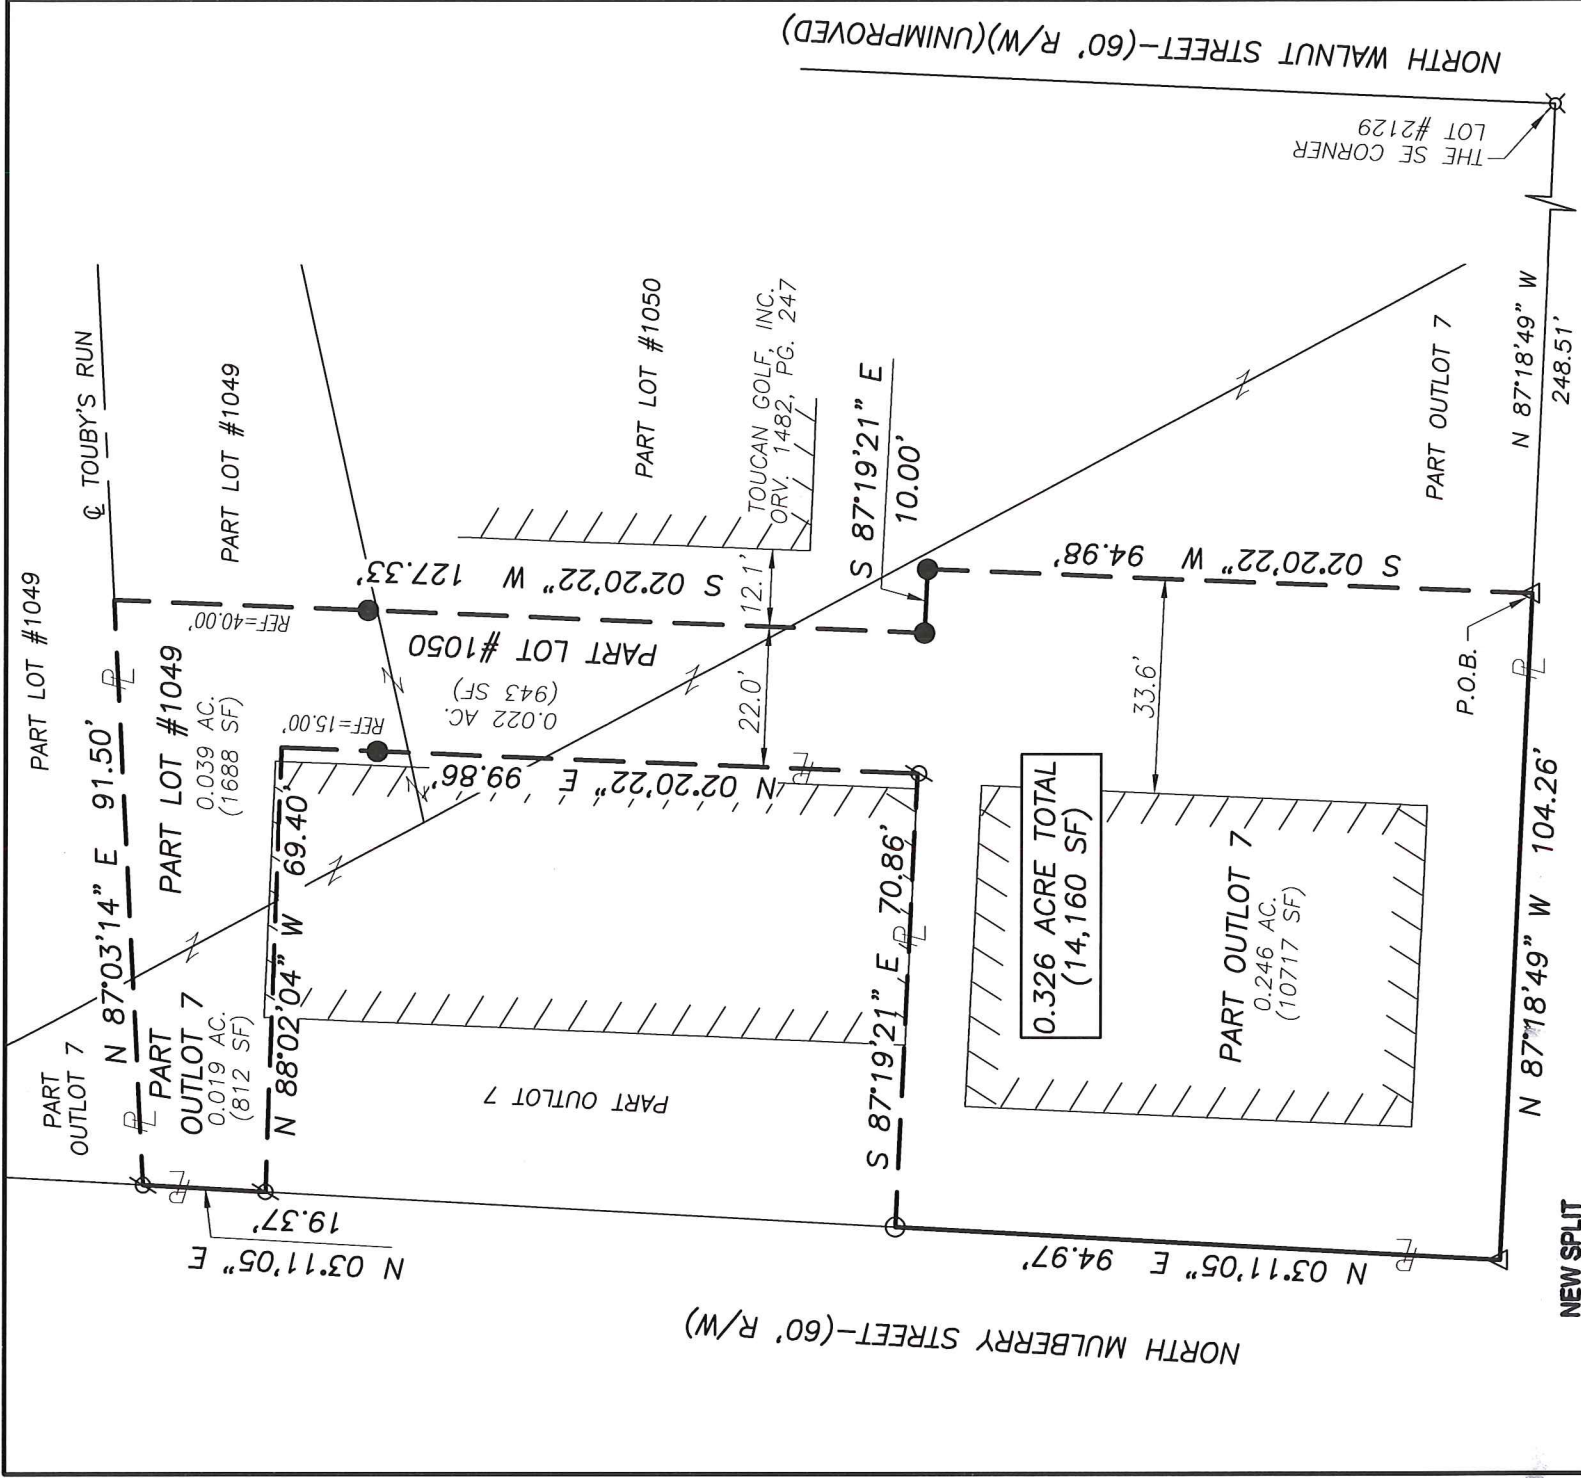 NORTH WALNUT STREET-(60' R/W)(UNIMPROVED)
THE SE CORNER
LOT #2129
℄ TOUBY'S RUN
PART LOT #1049
PART LOT #1049
N 87°03'14" E 91.50'
PART LOT #1049
0.039 AC.
(1688 SF)
REF=40.00'
PART LOT #1050
TOUCAN GOLF, INC.
ORV. 1482, PG. 247
S 87°19'21" E
10.00'
S 02°20'22" W 127.33'
12.1'
PART LOT #1050
0.022 AC.
(943 SF)
22.0'
REF=15.00'
N 02°20'22" E 99.86'
PART
OUTLOT 7
PART
OUTLOT 7
0.019 AC.
(812 SF)
N 88°02'04" W 69.40'
PART OUTLOT 7
S 87°19'21" E 70.86'
S 02°20'22" W 94.98'
33.6'
P.O.B.
PART OUTLOT 7
N 87°18'49" W
248.51'
0.326 ACRE TOTAL
(14,160 SF)
PART OUTLOT 7
0.246 AC.
(10717 SF)
N 87°18'49" W 104.26'
N 03°11'05" E
19.37'
N 03°11'05" E 94.97'
NORTH MULBERRY STREET-(60' R/W)
NEW SPLIT